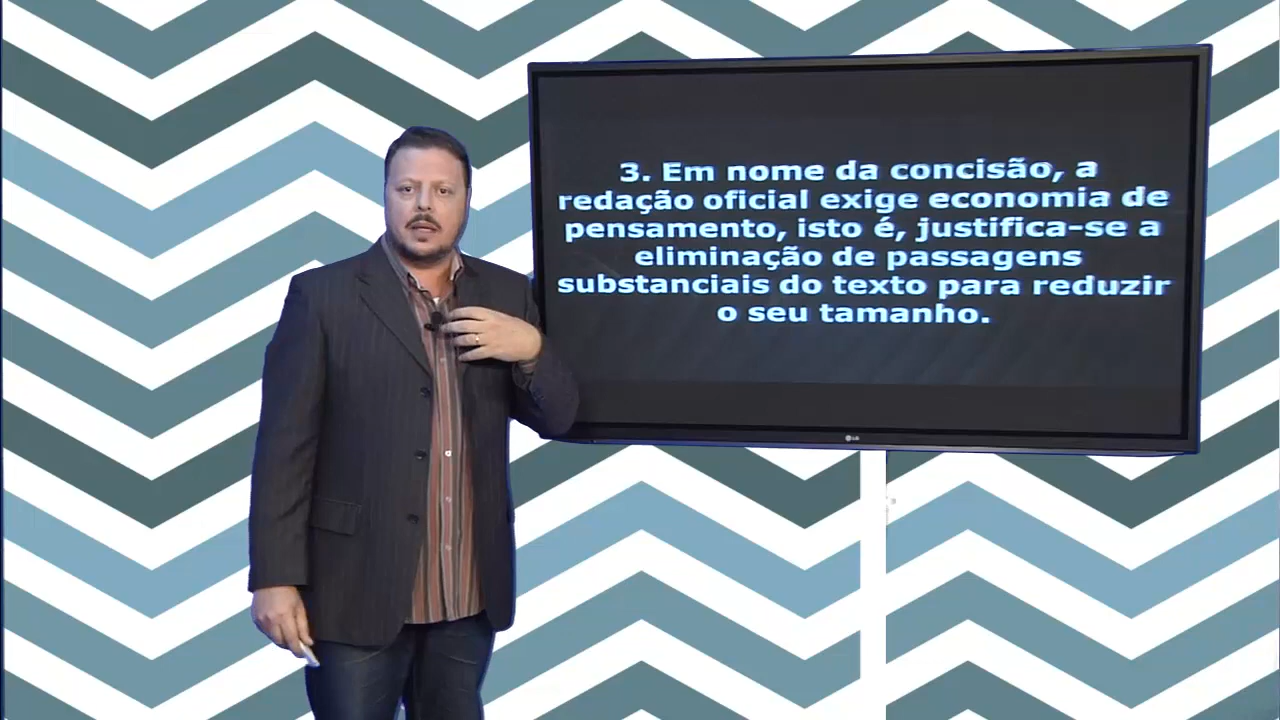 3. Em nome da concisão, a
redação oficial exige economia de
pensamento, isto é, justifica-se a
eliminação de passagens
substanciais do texto para reduzir
o seu tamanho.
LG